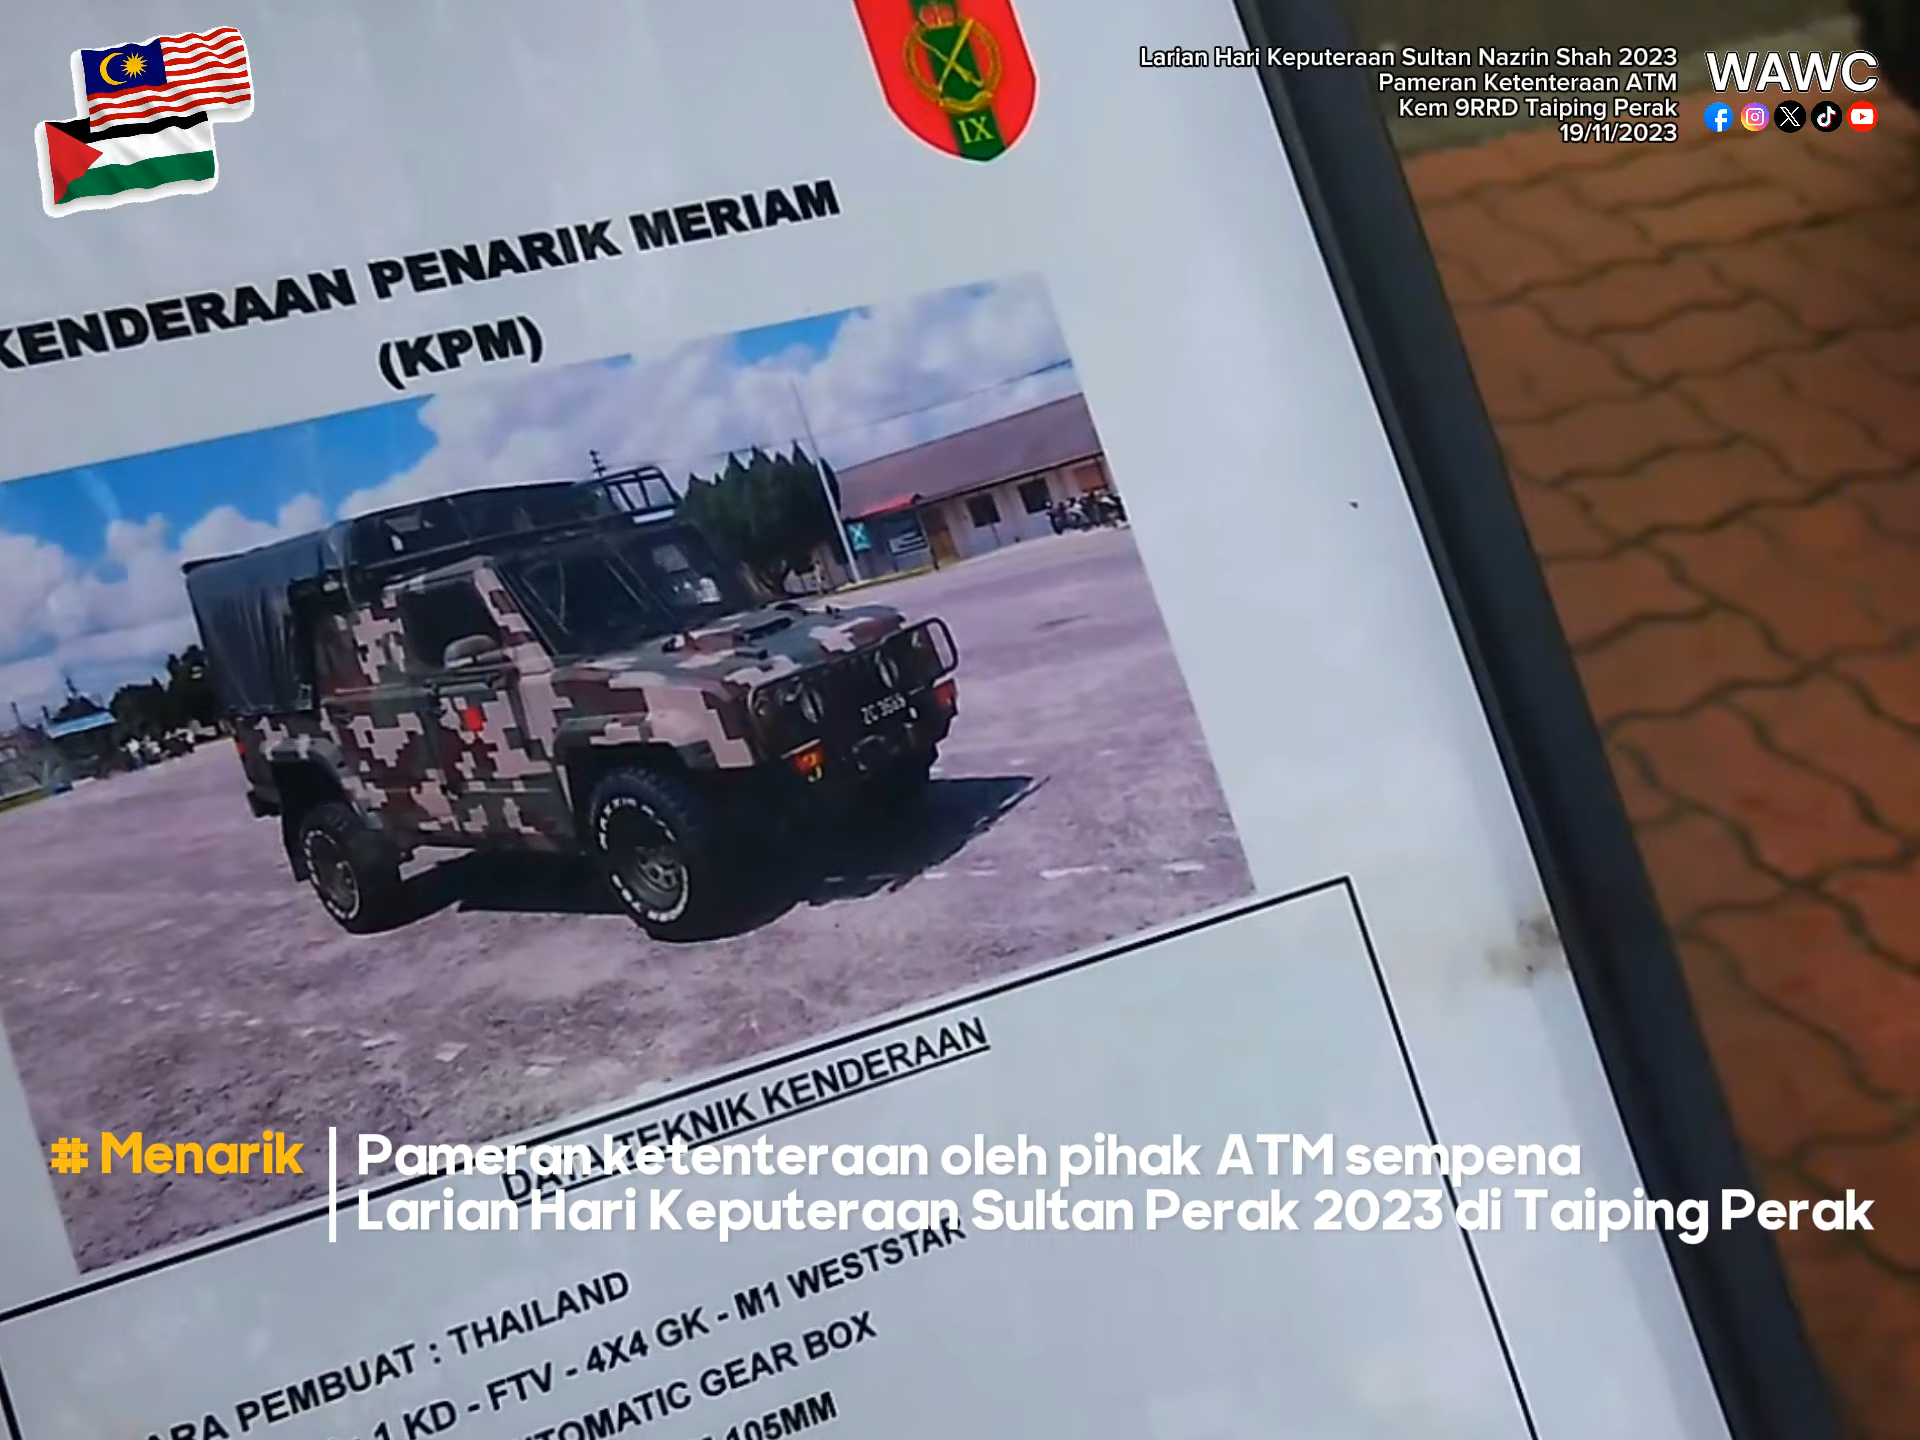 Larian Hari Keputeraan Sultan Nazrin Shah 2023
Pameran Ketenteraan ATM
Kem 9RRD Taiping Perak
19/11/2023
WAWC
IX
KENDERAAN PENARIK MERIAM
(KPM)
ZC 3689
DATA TEKNIK KENDERAAN
# Menarik
Pameran ketenteraan oleh pihak ATM sempena
Larian Hari Keputeraan Sultan Perak 2023 di Taiping Perak
PEMBUAT : THAILAND
1 KD - FTV - 4X4 GK - M1 WESTSTAR
AUTOMATIC GEAR BOX
105MM